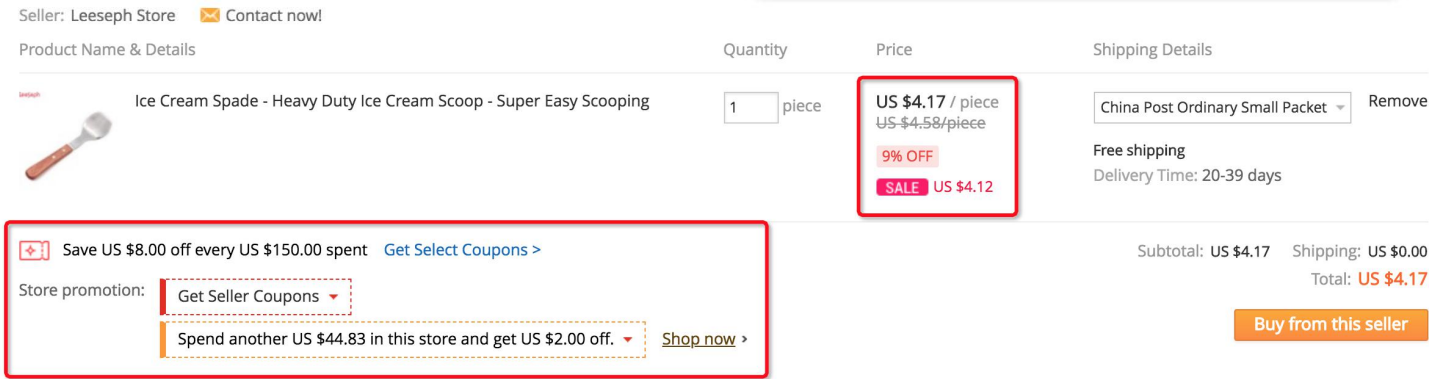 Seller: Leeseph Store Contact now!
Product Name & Details Quantity Price Shipping Details
Ice Cream Spade - Heavy Duty Ice Cream Scoop - Super Easy Scooping 1 piece US $4.17 / piece China Post Ordinary Small Packet Remove
US $4.58/piece
9% OFF Free shipping
SALE US $4.12 Delivery Time: 20-39 days
Save US $8.00 off every US $150.00 spent Get Select Coupons > Subtotal: US $4.17 Shipping: US $0.00
Store promotion: Get Seller Coupons Total: US $4.17
Spend another US $44.83 in this store and get US $2.00 off. Shop now › Buy from this seller